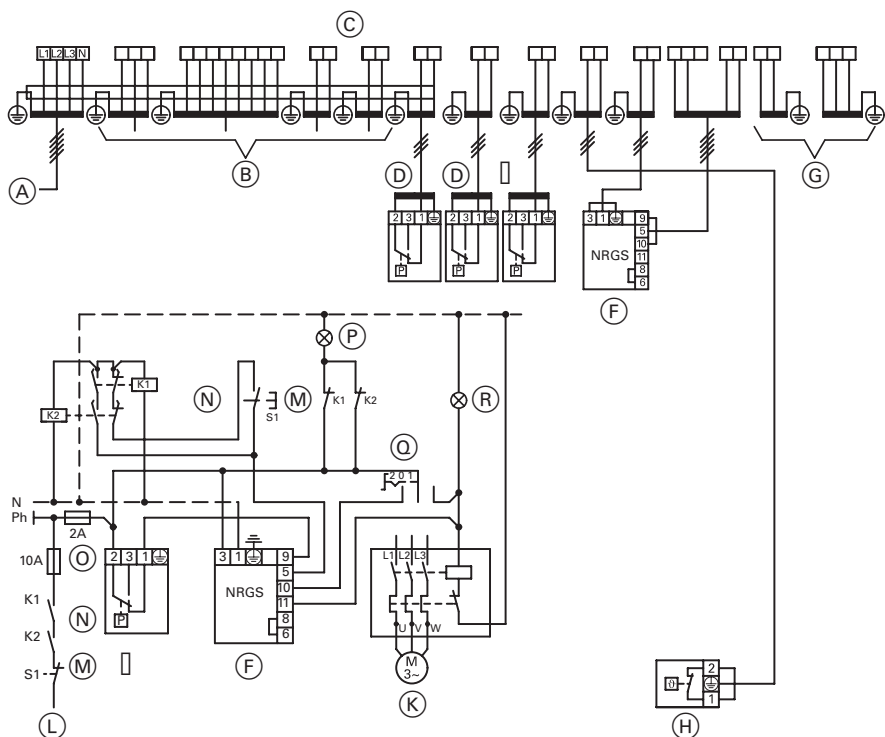 C
L1 L2 L3 N
A
B
D
D
G
2 3 1
2 3 1
2 3 1
P
P
P
3 1
9
5
10
11
8
6
NRGS
F
P
K1
K2
N
S1
M
K1
K2
R
Q
2 0 1
N
Ph
2A
10A
O
2 3 1
P
3 1
9
5
10
11
8
6
NRGS
F
L1 L2 L3
U V W
M
3~
K
K1
N
K2
S1
M
L
2
1
H